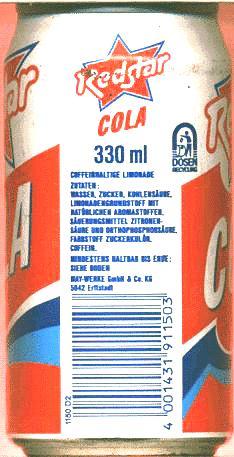 Redstar
COLA
330 ml
COFFEINHALTIGE LIMONADE
ZUTATEN:
WASSER, ZUCKER, KOHLENSÄURE,
LIMONADENGRUNDSTOFF MIT
NATÜRLICHEN AROMASTOFFEN,
SÄUERUNGSMITTEL ZITRONEN-
SÄURE UND ORTHOPHOSPHORSÄURE,
FARBSTOFF ZUCKERKULÖR,
COFFEIN.
MINDESTENS HALTBAR BIS ENDE:
SIEHE BODEN
MAY-WERKE GmbH & Co. KG
5042 Erftstadt
DOSEN
RECYCLING
1150 D2
4 001431 911503